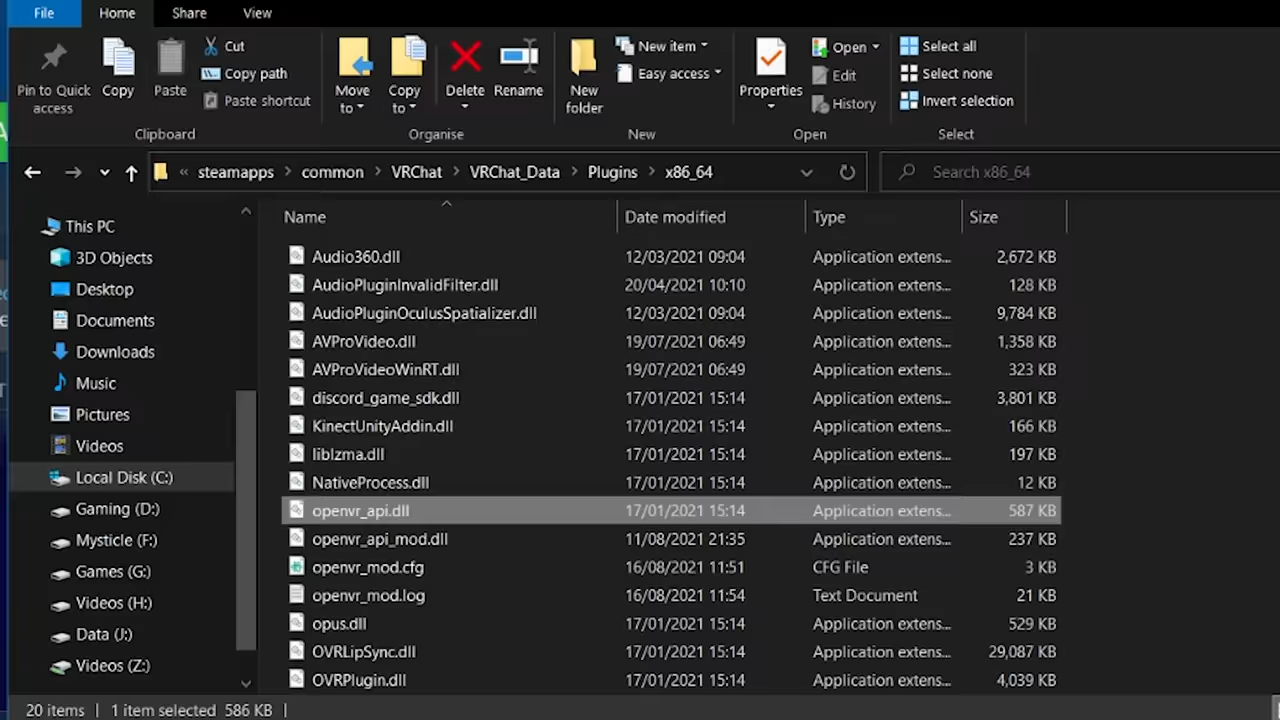 File Home Share View
Pin to Quick access
Copy
Paste
Cut
Copy path
Paste shortcut
Clipboard
Move to
Copy to
Delete
Rename
Organise
New folder
New item
Easy access
New
Properties
Open
Edit
History
Open
Select all
Select none
Invert selection
Select
« steamapps > common > VRChat > VRChat_Data > Plugins > x86_64
Search x86_64
This PC
3D Objects
Desktop
Documents
Downloads
Music
Pictures
Videos
Local Disk (C:)
Gaming (D:)
Mysticle (F:)
Games (G:)
Videos (H:)
Data (J:)
Videos (Z:)
Name Date modified Type Size
Audio360.dll 12/03/2021 09:04 Application extens... 2,672 KB
AudioPluginInvalidFilter.dll 20/04/2021 10:10 Application extens... 128 KB
AudioPluginOculusSpatializer.dll 12/03/2021 09:04 Application extens... 9,784 KB
AVProVideo.dll 19/07/2021 06:49 Application extens... 1,358 KB
AVProVideoWinRT.dll 19/07/2021 06:49 Application extens... 323 KB
discord_game_sdk.dll 17/01/2021 15:14 Application extens... 3,801 KB
KinectUnityAddin.dll 17/01/2021 15:14 Application extens... 166 KB
liblzma.dll 17/01/2021 15:14 Application extens... 197 KB
NativeProcess.dll 17/01/2021 15:14 Application extens... 12 KB
openvr_api.dll 17/01/2021 15:14 Application extens... 587 KB
openvr_api_mod.dll 11/08/2021 21:35 Application extens... 237 KB
openvr_mod.cfg 16/08/2021 11:51 CFG File 3 KB
openvr_mod.log 16/08/2021 11:54 Text Document 21 KB
opus.dll 17/01/2021 15:14 Application extens... 529 KB
OVRLipSync.dll 17/01/2021 15:14 Application extens... 29,087 KB
OVRPlugin.dll 17/01/2021 15:14 Application extens... 4,039 KB
20 items | 1 item selected 586 KB |